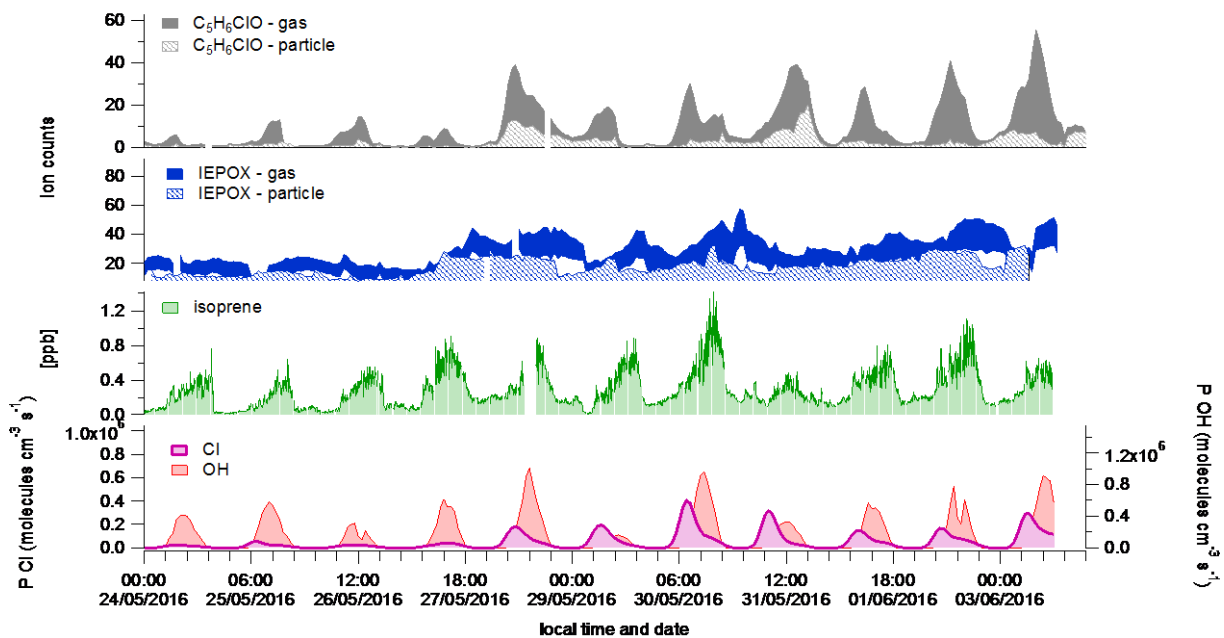 60
40
20
0
C₅H₆ClO - gas
C₅H₆ClO - particle
Ion counts
80
60
40
20
IEPOX - gas
IEPOX - particle
[ppb]
1.2
0.8
0.4
0.0
isoprene
P Cl (molecules cm⁻³ s⁻¹)
1.0x10⁶
0.8
0.6
0.4
0.2
0.0
Cl
OH
1.2x10⁶
0.8
0.4
0.0
P OH (molecules cm⁻³ s⁻¹)
00:00 06:00 12:00 18:00 00:00 06:00 12:00 18:00 00:00
24/05/2016 25/05/2016 26/05/2016 27/05/2016 29/05/2016 30/05/2016 31/05/2016 01/06/2016 03/06/2016
local time and date